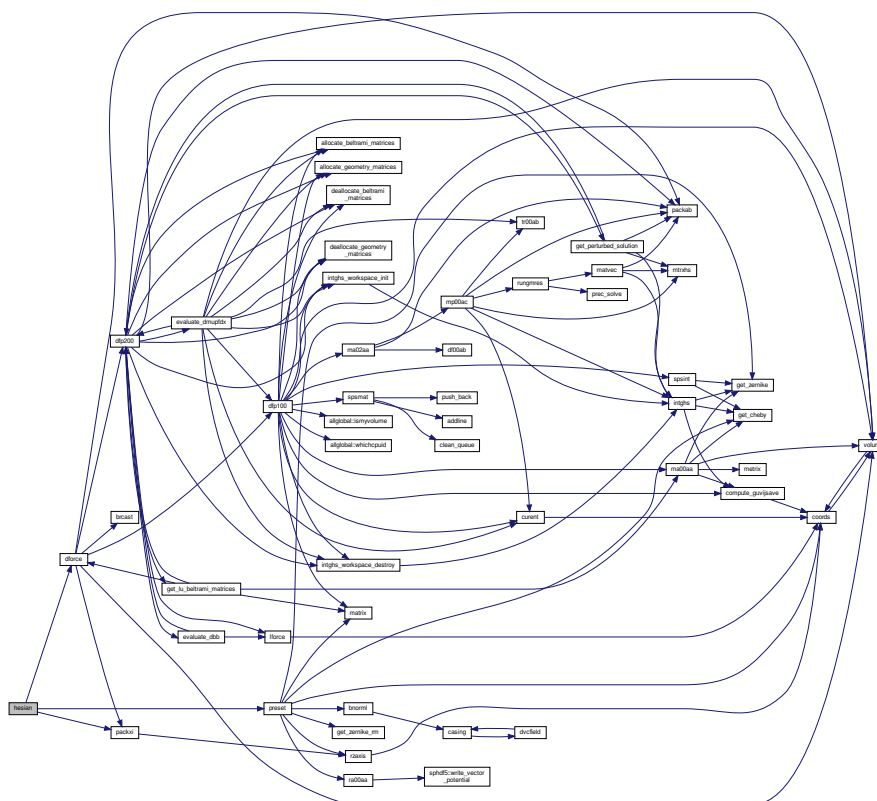 allocate_beltrami_matrices
allocate_geometry_matrices
deallocate_beltrami
_matrices
packab
tr00ab
deallocate_geometry
_matrices
get_perturbed_solution
intghs_workspace_init
matvec
mtrxhs
rungmres
prec_solve
mp00ac
evaluate_dmupfdx
dfp200
ma02aa
df00ab
spsint
get_zernike
spsmat
push_back
intghs
dfp100
get_cheby
allglobal::ismyvolume
addline
allglobal::whichcpuid
clean_queue
volume
ma00aa
metrix
compute_guvijsave
brcast
curent
coords
dforce
intghs_workspace_destroy
get_lu_beltrami_matrices
matrix
evaluate_dbb
lforce
hesian
preset
bnorml
packxi
get_zernike_rm
casing
dvcfield
rzaxis
ra00aa
sphdf5::write_vector
_potential